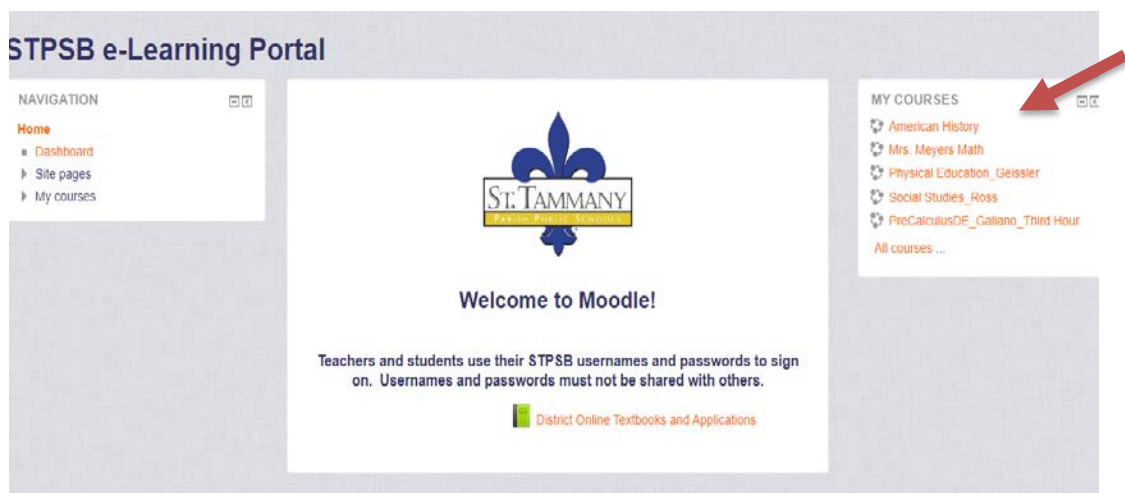 STPSB e-Learning Portal
NAVIGATION
Home
Dashboard
Site pages
My courses
ST. TAMMANY
PARISH PUBLIC SCHOOLS
Welcome to Moodle!
Teachers and students use their STPSB usernames and passwords to sign
on. Usernames and passwords must not be shared with others.
District Online Textbooks and Applications
MY COURSES
American History
Mrs. Meyers Math
Physical Education_Geissler
Social Studies_Ross
PreCalculusDE_Galiano_Third Hour
All courses ...